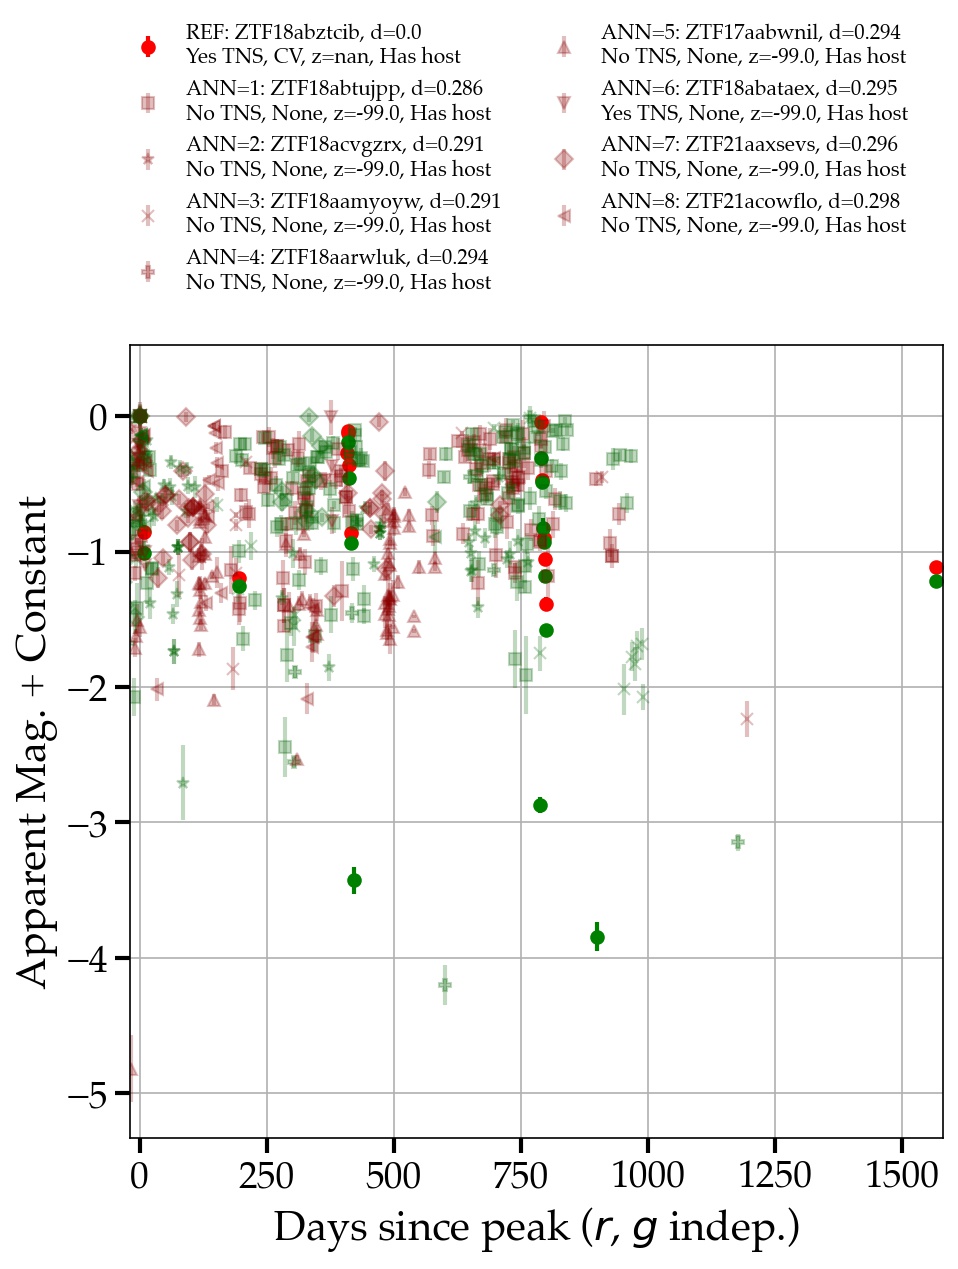 REF: ZTF18abztcib, d=0.0
Yes TNS, CV, z=nan, Has host
ANN=1: ZTF18abtujpp, d=0.286
No TNS, None, z=-99.0, Has host
ANN=2: ZTF18acvgzrx, d=0.291
No TNS, None, z=-99.0, Has host
ANN=3: ZTF18aamyoyw, d=0.291
No TNS, None, z=-99.0, Has host
ANN=4: ZTF18aarwluk, d=0.294
No TNS, None, z=-99.0, Has host
ANN=5: ZTF17aabwnil, d=0.294
No TNS, None, z=-99.0, Has host
ANN=6: ZTF18abataex, d=0.295
Yes TNS, None, z=-99.0, Has host
ANN=7: ZTF21aaxsevs, d=0.296
No TNS, None, z=-99.0, Has host
ANN=8: ZTF21acowflo, d=0.298
No TNS, None, z=-99.0, Has host
Apparent Mag. + Constant
0
−1
−2
−3
−4
−5
0 250 500 750 1000 1250 1500
Days since peak (r, g indep.)